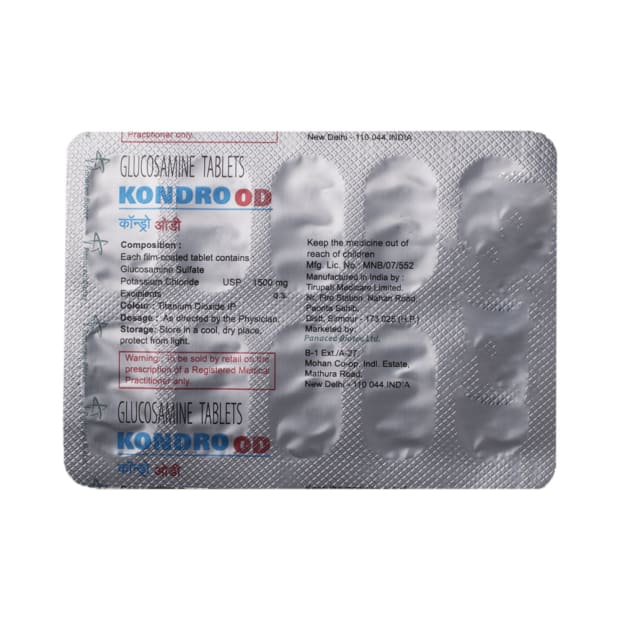 Practitioner only.
GLUCOSAMINE TABLETS
KONDRO OD
कॉन्ड्रो ओडी
Composition :
Each film-coated tablet contains
Glucosamine Sulfate
Potassium Chloride USP 1500 mg
Excipients q.s.
Colour : Titanium Dioxide IP
Dosage : As directed by the Physician.
Storage: Store in a cool, dry place,
protect from light.
Warning : To be sold by retail on the
prescription of a Registered Medical
Practitioner only.
GLUCOSAMINE TABLETS
KONDRO OD
कॉन्ड्रो ओडी
New Delhi - 110 044 INDIA
Keep the medicine out of
reach of children
Mfg. Lic. No.: MNB/07/552
Manufactured in India by :
Tirupati Medicare Limited.
Nr. Fire Station, Nahan Road,
Paonta Sahib,
Distt. Sirmour - 173 025 (H.P.)
Marketed by:
Panacea Biotec Ltd.
B-1 Ext./A-27,
Mohan Co-op. Indl. Estate,
Mathura Road,
New Delhi - 110 044 INDIA